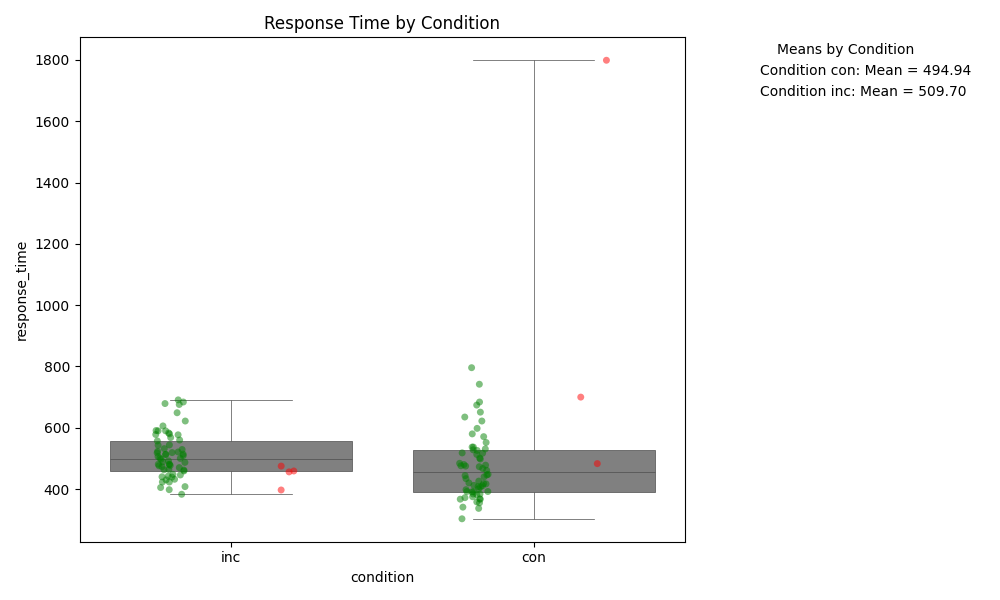 Response Time by Condition
Means by Condition
Condition con: Mean = 494.94
Condition inc: Mean = 509.70
1800
1600
1400
1200
1000
800
600
400
response_time
inc
con
condition